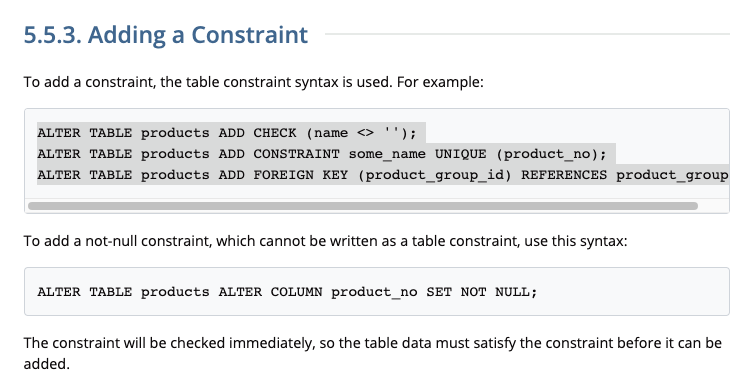 5.5.3. Adding a Constraint
To add a constraint, the table constraint syntax is used. For example:
ALTER TABLE products ADD CHECK (name <> '');
ALTER TABLE products ADD CONSTRAINT some_name UNIQUE (product_no);
ALTER TABLE products ADD FOREIGN KEY (product_group_id) REFERENCES product_group
To add a not-null constraint, which cannot be written as a table constraint, use this syntax:
ALTER TABLE products ALTER COLUMN product_no SET NOT NULL;
The constraint will be checked immediately, so the table data must satisfy the constraint before it can be
added.